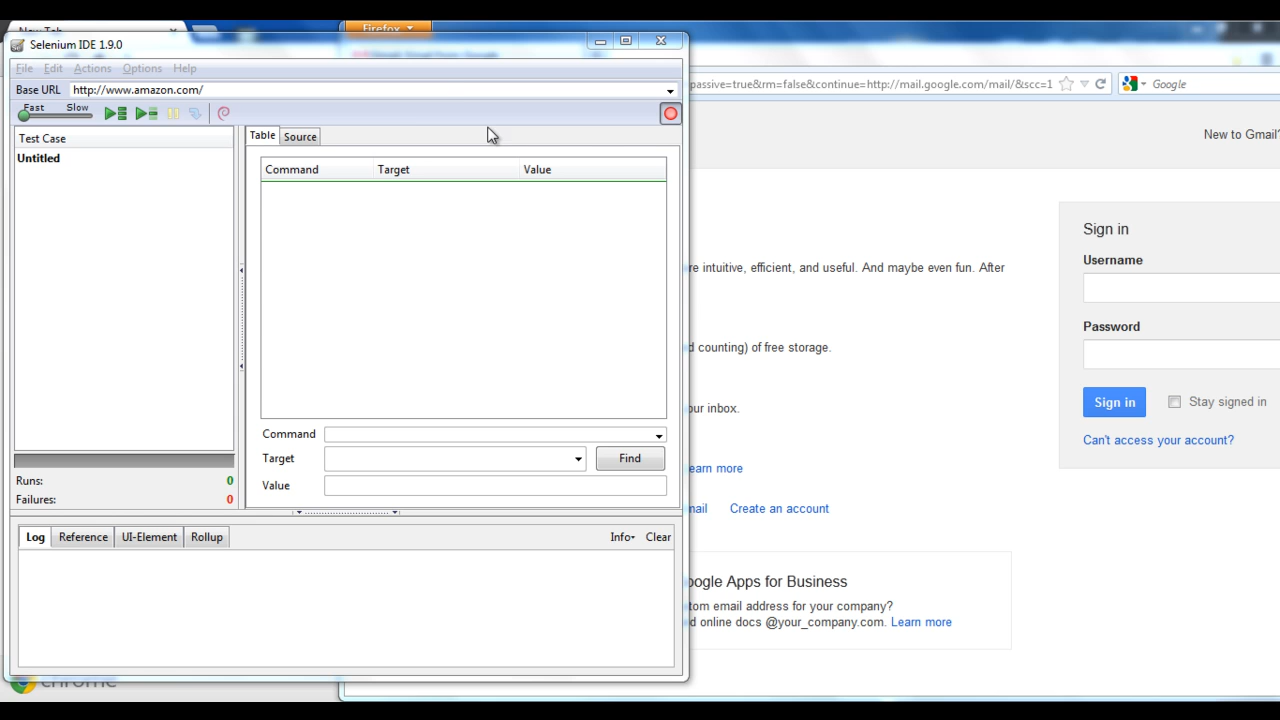 New Tab
Firefox
Selenium IDE 1.9.0
File Edit Actions Options Help
Base URL http://www.amazon.com/
passive=true&rm=false&continue=http://mail.google.com/mail/&scc=1
Google
Fast Slow
Test Case
Untitled
Table Source
Command Target Value
New to Gmail?
Sign in
Username
re intuitive, efficient, and useful. And maybe even fun. After
Password
d counting) of free storage.
Sign in Stay signed in
our inbox.
Can't access your account?
Command
Target Find
Value
earn more
Runs: 0
Failures: 0
mail Create an account
Log Reference UI-Element Rollup Info Clear
oogle Apps for Business
tom email address for your company?
d online docs @your_company.com. Learn more
chrome